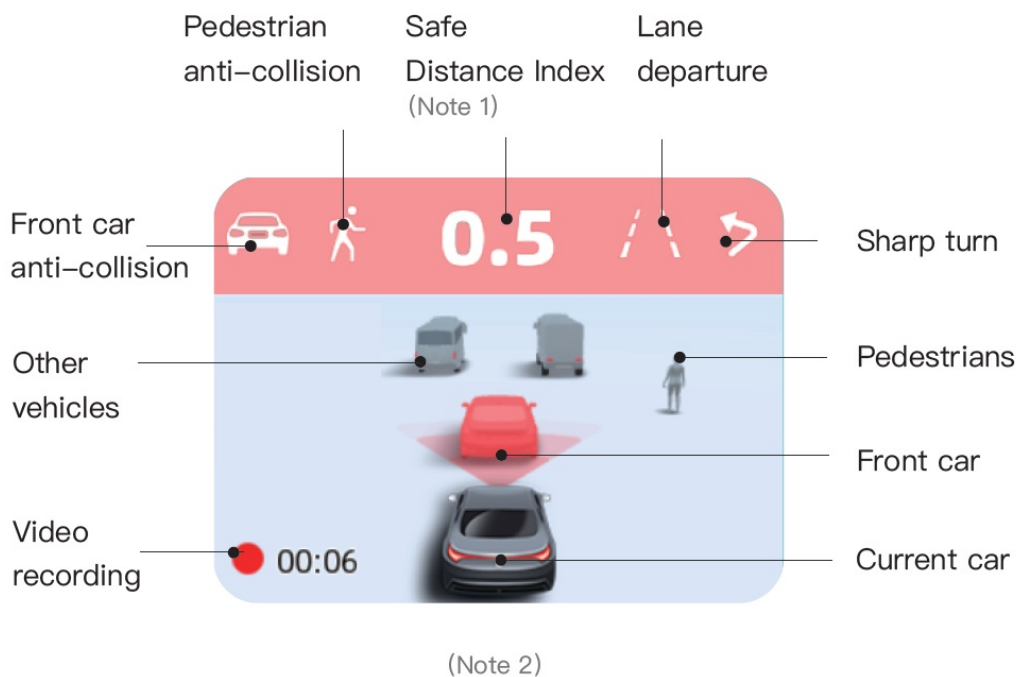 Pedestrian
anti–collision
Safe
Distance Index
(Note 1)
Lane
departure
Front car
anti–collision
0.5
Sharp turn
Other
vehicles
Pedestrians
Front car
Video
recording
00:06
Current car
(Note 2)